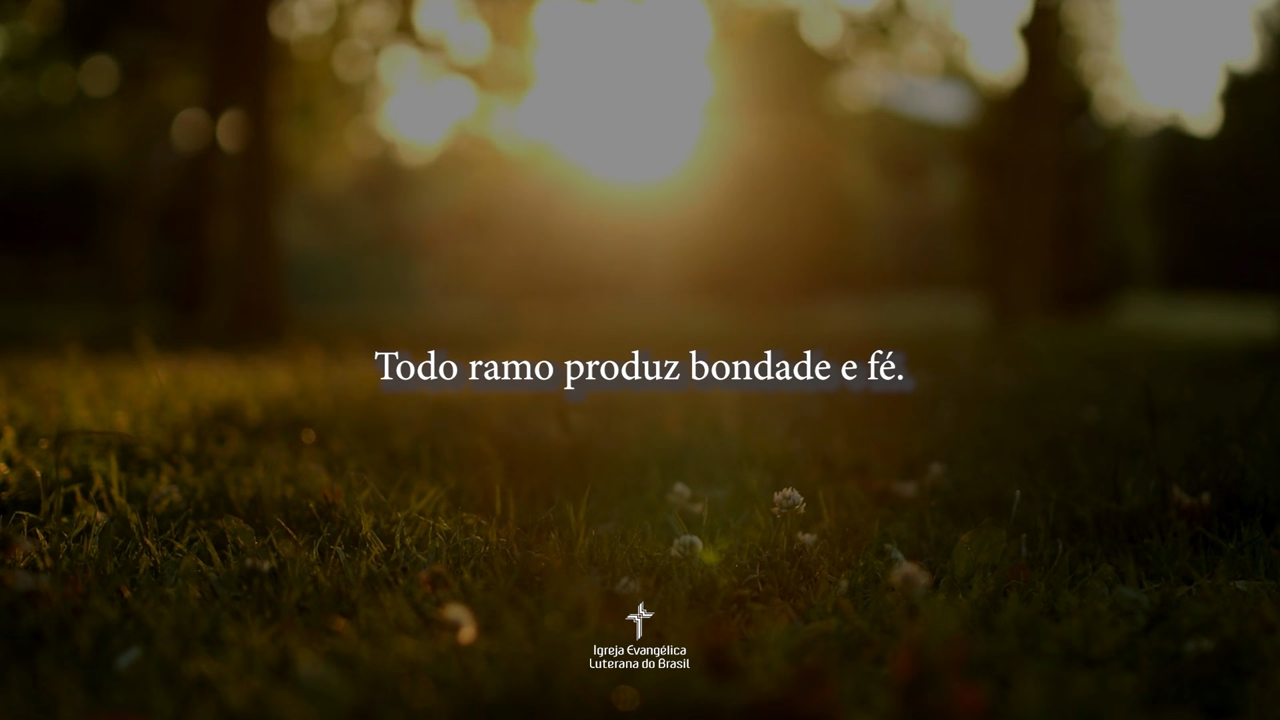 Todo ramo produz bondade e fé.
Igreja Evangélica
Luterana do Brasil